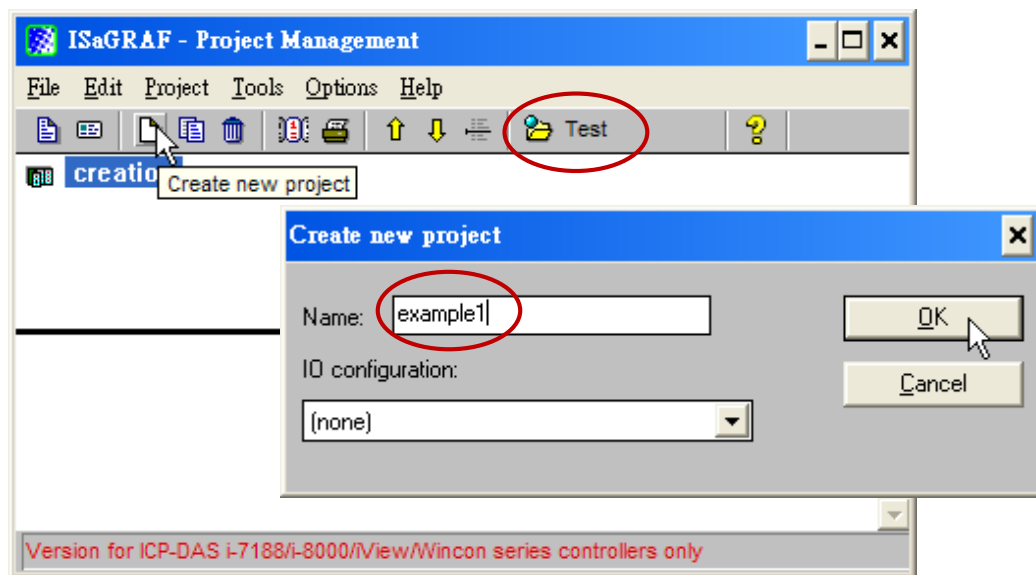 ISaGRAF - Project Management
File Edit Project Tools Options Help
Test
creatio
Create new project
Create new project
Name: example1
OK
IO configuration:
Cancel
(none)
Version for ICP-DAS i-7188/i-8000/iView/Wincon series controllers only